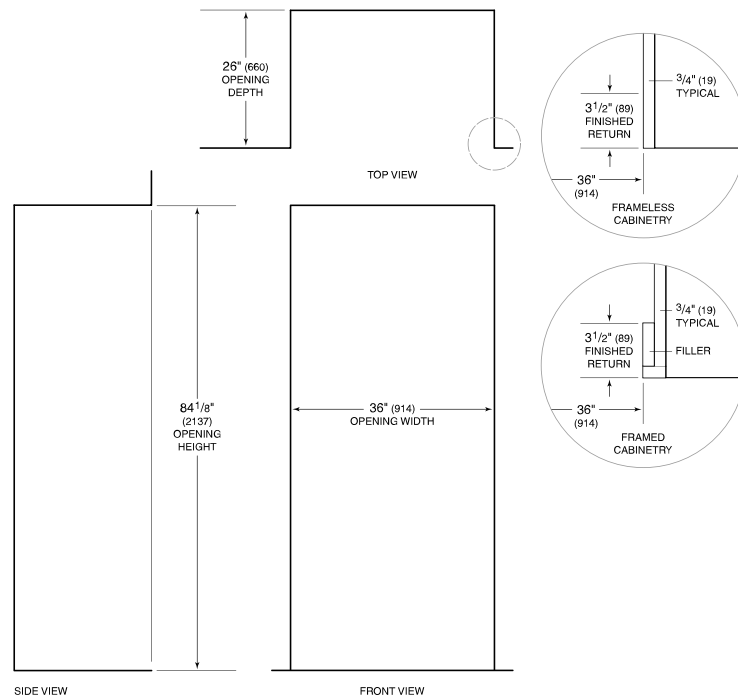 26" (660)
OPENING
DEPTH
TOP VIEW
3/4" (19)
TYPICAL
31/2" (89)
FINISHED
RETURN
36"
(914)
FRAMELESS
CABINETRY
3/4" (19)
TYPICAL
31/2" (89)
FINISHED
RETURN
FILLER
36"
(914)
FRAMED
CABINETRY
841/8"
(2137)
OPENING
HEIGHT
36" (914)
OPENING WIDTH
SIDE VIEW
FRONT VIEW